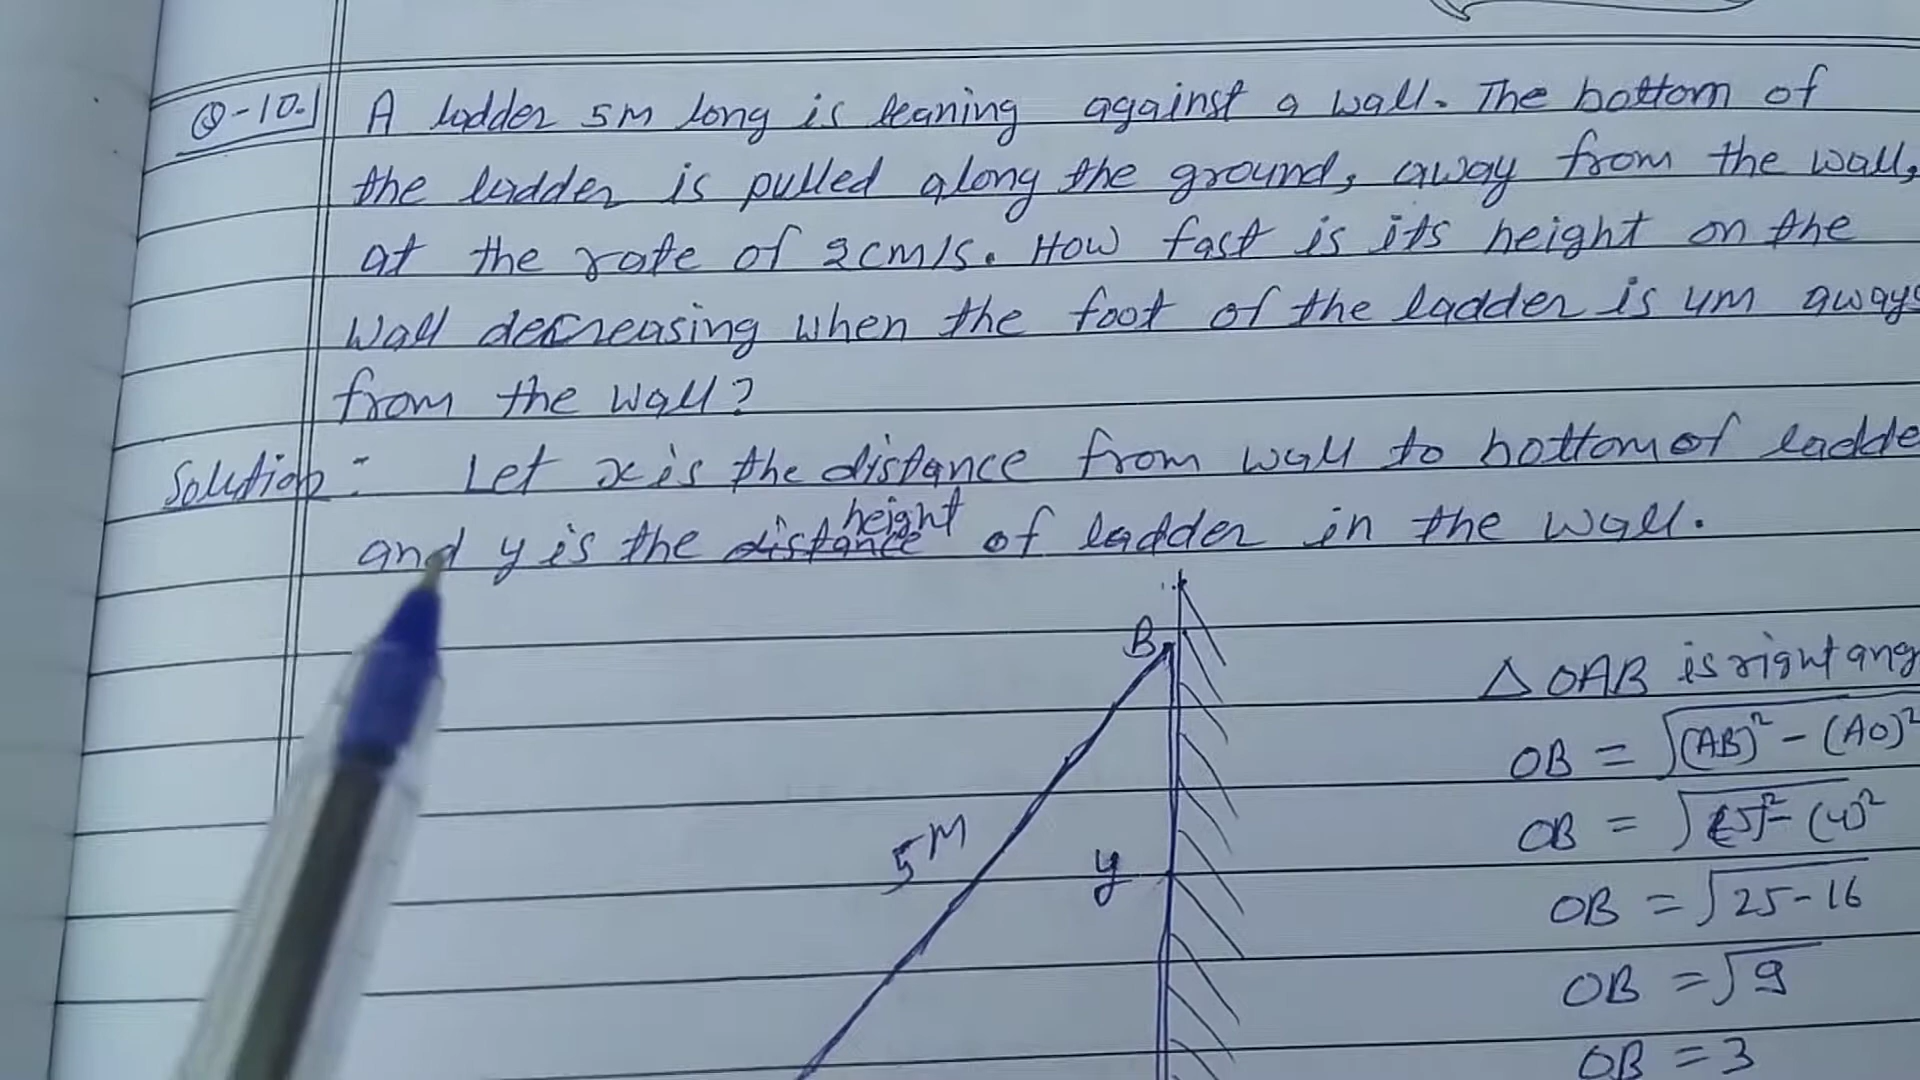 Q-10.
A ladder 5M long is leaning against a wall. The bottom of
the ladder is pulled along the ground, away from the wall,
at the rate of 2cm/s. How fast is its height on the
wall decreasing when the foot of the ladder is 4M aways
from the wall?
Solution:- Let x is the distance from wall to bottom of ladde
and y is the distance height of ladder in the wall.
B
5M
y
△ OAB is right ang
OB = √(AB)² - (AO)²
OB = √(5)² - (4)²
OB = √25-16
OB = √9
OB = 3